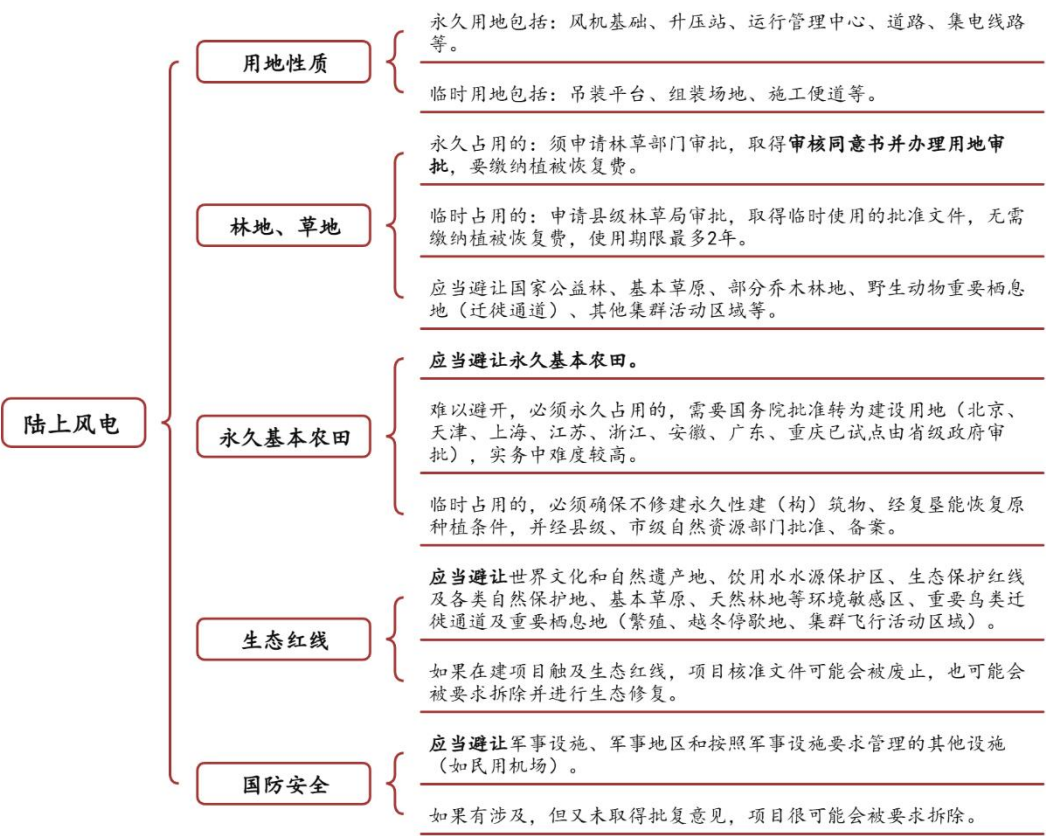 陆上风电
用地性质
永久用地包括：风机基础、升压站、运行管理中心、道路、集电线路
等。
临时用地包括：吊装平台、组装场地、施工便道等。
林地、草地
永久占用的：须申请林草部门审批，取得审核同意书并办理用地审
批，要缴纳植被恢复费。
临时占用的：申请县级林草局审批，取得临时使用的批准文件，无需
缴纳植被恢复费，使用期限最多2年。
应当避让国家公益林、基本草原、部分乔木林地、野生动物重要栖息
地（迁徙通道）、其他集群活动区域等。
永久基本农田
应当避让永久基本农田。
难以避开，必须永久占用的，需要国务院批准转为建设用地（北京、
天津、上海、江苏、浙江、安徽、广东、重庆已试点由省级政府审
批），实务中难度较高。
临时占用的，必须确保不修建永久性建（构）筑物、经复垦能恢复原
种植条件，并经县级、市级自然资源部门批准、备案。
生态红线
应当避让世界文化和自然遗产地、饮用水水源保护区、生态保护红线
及各类自然保护地、基本草原、天然林地等环境敏感区、重要鸟类迁
徙通道及重要栖息地（繁殖、越冬停歇地、集群飞行活动区域）。
如果在建项目触及生态红线，项目核准文件可能会被废止，也可能会
被要求拆除并进行生态修复。
国防安全
应当避让军事设施、军事地区和按照军事设施要求管理的其他设施
（如民用机场）。
如果有涉及，但又未取得批复意见，项目很可能会被要求拆除。